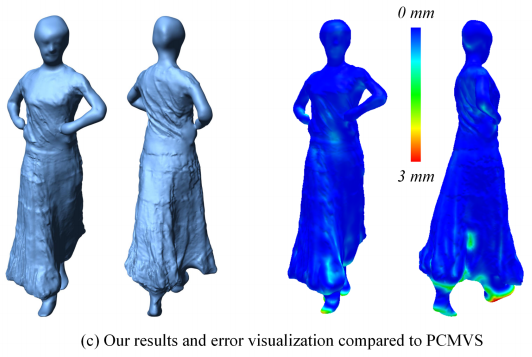 0 mm
3 mm
(c) Our results and error visualization compared to PCMVS